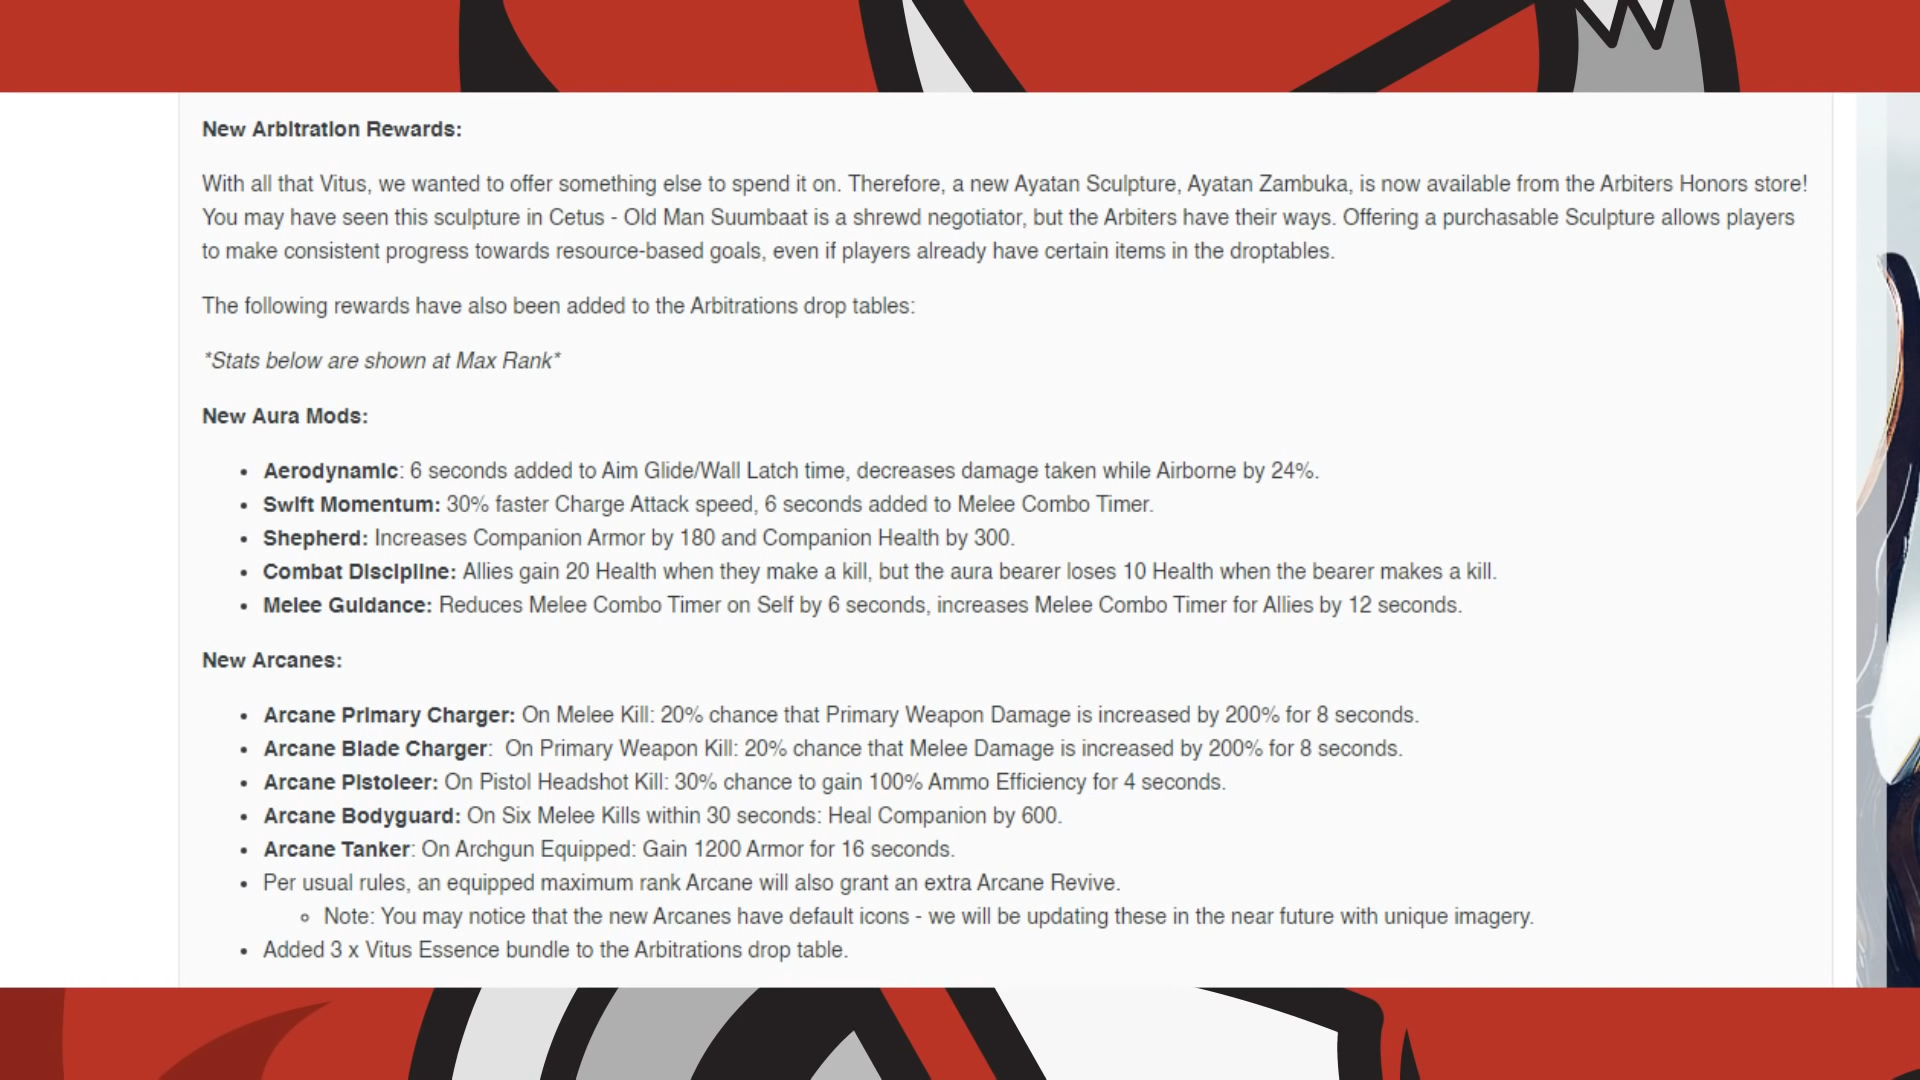 New Arbitration Rewards:
With all that Vitus, we wanted to offer something else to spend it on. Therefore, a new Ayatan Sculpture, Ayatan Zambuka, is now available from the Arbiters Honors store!
You may have seen this sculpture in Cetus - Old Man Suumbaat is a shrewd negotiator, but the Arbiters have their ways. Offering a purchasable Sculpture allows players
to make consistent progress towards resource-based goals, even if players already have certain items in the droptables.
The following rewards have also been added to the Arbitrations drop tables:
*Stats below are shown at Max Rank*
New Aura Mods:
• Aerodynamic: 6 seconds added to Aim Glide/Wall Latch time, decreases damage taken while Airborne by 24%.
• Swift Momentum: 30% faster Charge Attack speed, 6 seconds added to Melee Combo Timer.
• Shepherd: Increases Companion Armor by 180 and Companion Health by 300.
• Combat Discipline: Allies gain 20 Health when they make a kill, but the aura bearer loses 10 Health when the bearer makes a kill.
• Melee Guidance: Reduces Melee Combo Timer on Self by 6 seconds, increases Melee Combo Timer for Allies by 12 seconds.
New Arcanes:
• Arcane Primary Charger: On Melee Kill: 20% chance that Primary Weapon Damage is increased by 200% for 8 seconds.
• Arcane Blade Charger:  On Primary Weapon Kill: 20% chance that Melee Damage is increased by 200% for 8 seconds.
• Arcane Pistoleer: On Pistol Headshot Kill: 30% chance to gain 100% Ammo Efficiency for 4 seconds.
• Arcane Bodyguard: On Six Melee Kills within 30 seconds: Heal Companion by 600.
• Arcane Tanker: On Archgun Equipped: Gain 1200 Armor for 16 seconds.
• Per usual rules, an equipped maximum rank Arcane will also grant an extra Arcane Revive.
◦ Note: You may notice that the new Arcanes have default icons - we will be updating these in the near future with unique imagery.
• Added 3 x Vitus Essence bundle to the Arbitrations drop table.